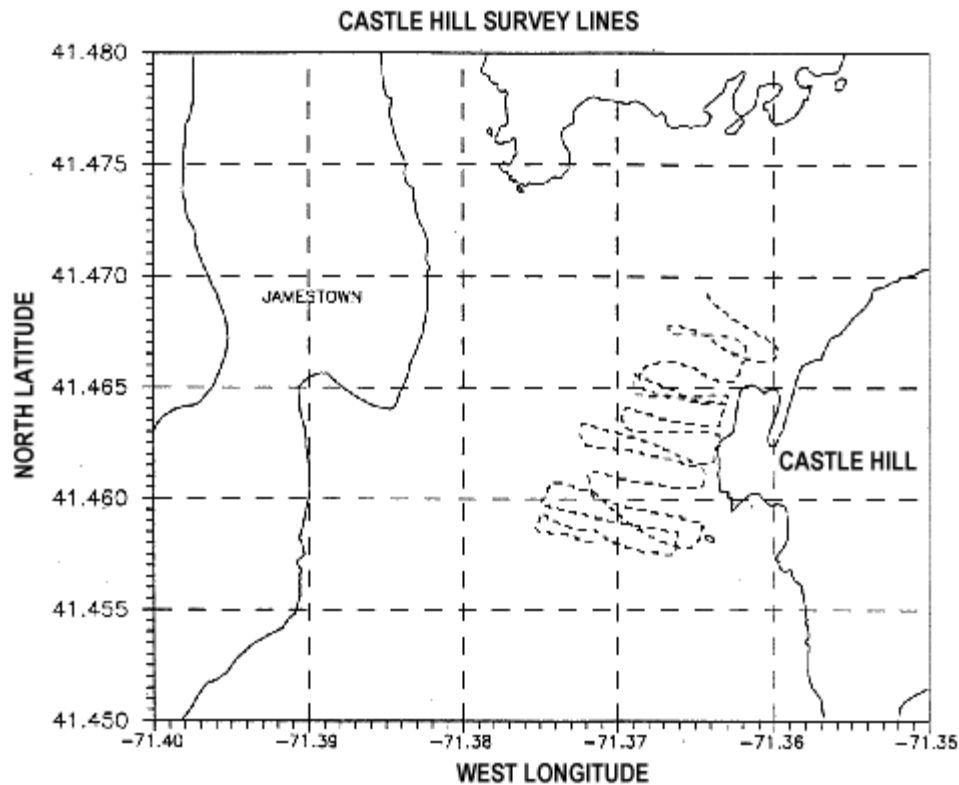 CASTLE HILL SURVEY LINES
41.480
41.475
41.470
JAMESTOWN
41.465
CASTLE HILL
41.460
41.455
41.450
NORTH LATITUDE
-71.40 -71.39 -71.38 -71.37 -71.36 -71.35
WEST LONGITUDE